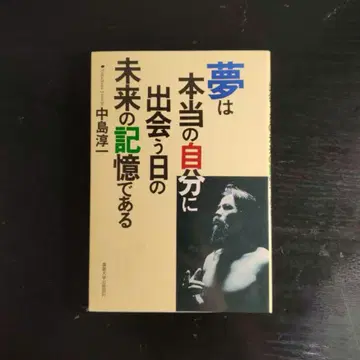 夢は
本当の自分に
出会う日の
未来の記憶である
中島淳一